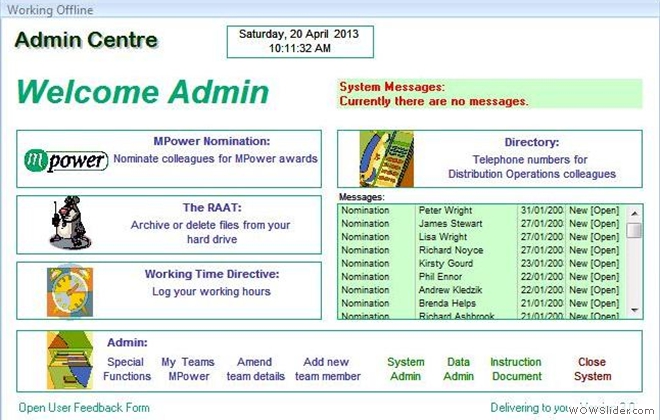 Working Offline
Admin Centre
Saturday, 20 April 2013
10:11:32 AM
Welcome Admin
System Messages:
Currently there are no messages.
mpower
MPower Nomination:
Nominate colleagues for MPower awards
Directory:
Telephone numbers for
Distribution Operations colleagues
The RAAT:
Archive or delete files from your
hard drive
Working Time Directive:
Log your working hours
Messages:
Nomination Peter Wright 31/01/200 New [Open]
Nomination James Stewart 27/01/200 New [Open]
Nomination Lisa Wright 27/01/200 New [Open]
Nomination Richard Noyce 27/01/200 New [Open]
Nomination Kirsty Gourd 23/01/200 New [Open]
Nomination Phil Ennor 22/01/200 New [Open]
Nomination Andrew Kledzik 22/01/200 New [Open]
Nomination Brenda Helps 21/01/200 New [Open]
Nomination Richard Ashbrook 21/01/200 New [Open]
Admin:
Special
Functions
My Teams
MPower
Amend
team details
Add new
team member
System
Admin
Data
Admin
Instruction
Document
Close
System
Open User Feedback Form
Delivering to you
WOWSlider.com